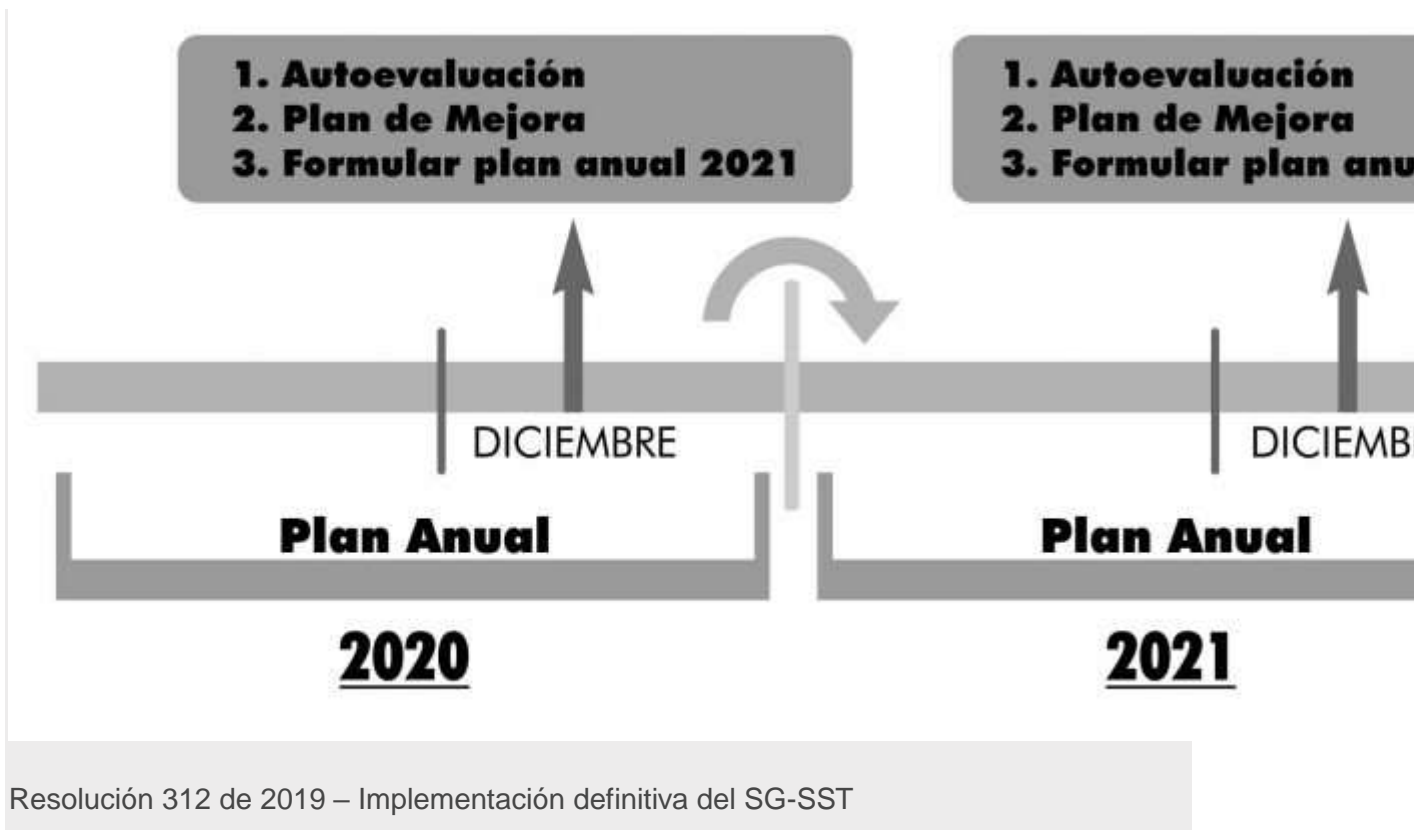 1. Autoevaluación
2. Plan de Mejora
3. Formular plan anual 2021
1. Autoevaluación
2. Plan de Mejora
3. Formular plan anu
DICIEMBRE
DICIEMB
Plan Anual
Plan Anual
2020
2021
Resolución 312 de 2019 – Implementación definitiva del SG-SST